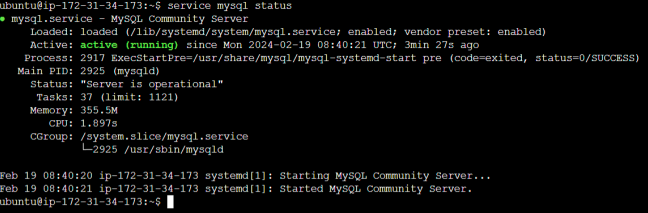 ubuntu@ip-172-31-34-173:~$ service mysql status
● mysql.service - MySQL Community Server
     Loaded: loaded (/lib/systemd/system/mysql.service; enabled; vendor preset: enabled)
     Active: active (running) since Mon 2024-02-19 08:40:21 UTC; 3min 27s ago
    Process: 2917 ExecStartPre=/usr/share/mysql/mysql-systemd-start pre (code=exited, status=0/SUCCESS)
   Main PID: 2925 (mysqld)
     Status: "Server is operational"
      Tasks: 37 (limit: 1121)
     Memory: 355.5M
        CPU: 1.897s
     CGroup: /system.slice/mysql.service
             └─2925 /usr/sbin/mysqld
Feb 19 08:40:20 ip-172-31-34-173 systemd[1]: Starting MySQL Community Server...
Feb 19 08:40:21 ip-172-31-34-173 systemd[1]: Started MySQL Community Server.
ubuntu@ip-172-31-34-173:~$